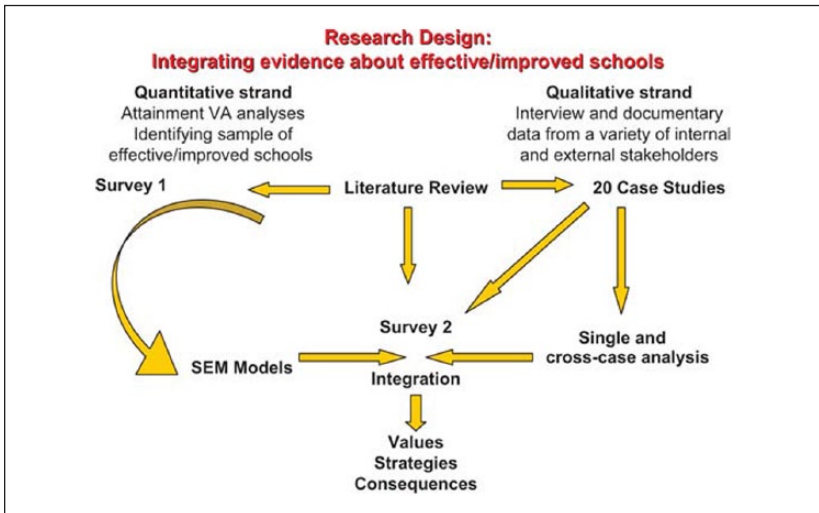 Research Design:
Integrating evidence about effective/improved schools
Quantitative strand
Attainment VA analyses
Identifying sample of
effective/improved schools
Qualitative strand
Interview and documentary
data from a variety of internal
and external stakeholders
Survey 1
Literature Review
20 Case Studies
Survey 2
Single and
cross-case analysis
SEM Models
Integration
Values
Strategies
Consequences